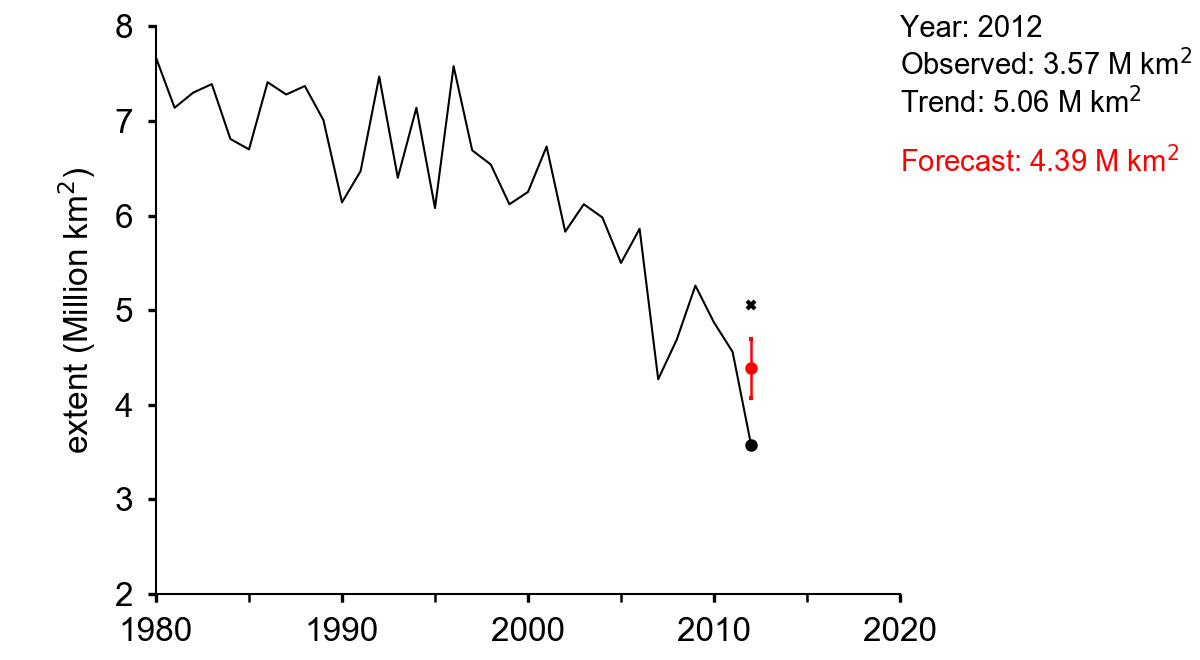 Year: 2012
Observed: 3.57 M km²
Trend: 5.06 M km²
Forecast: 4.39 M km²
extent (Million km²)
8
7
6
5
4
3
2
1980 1990 2000 2010 2020